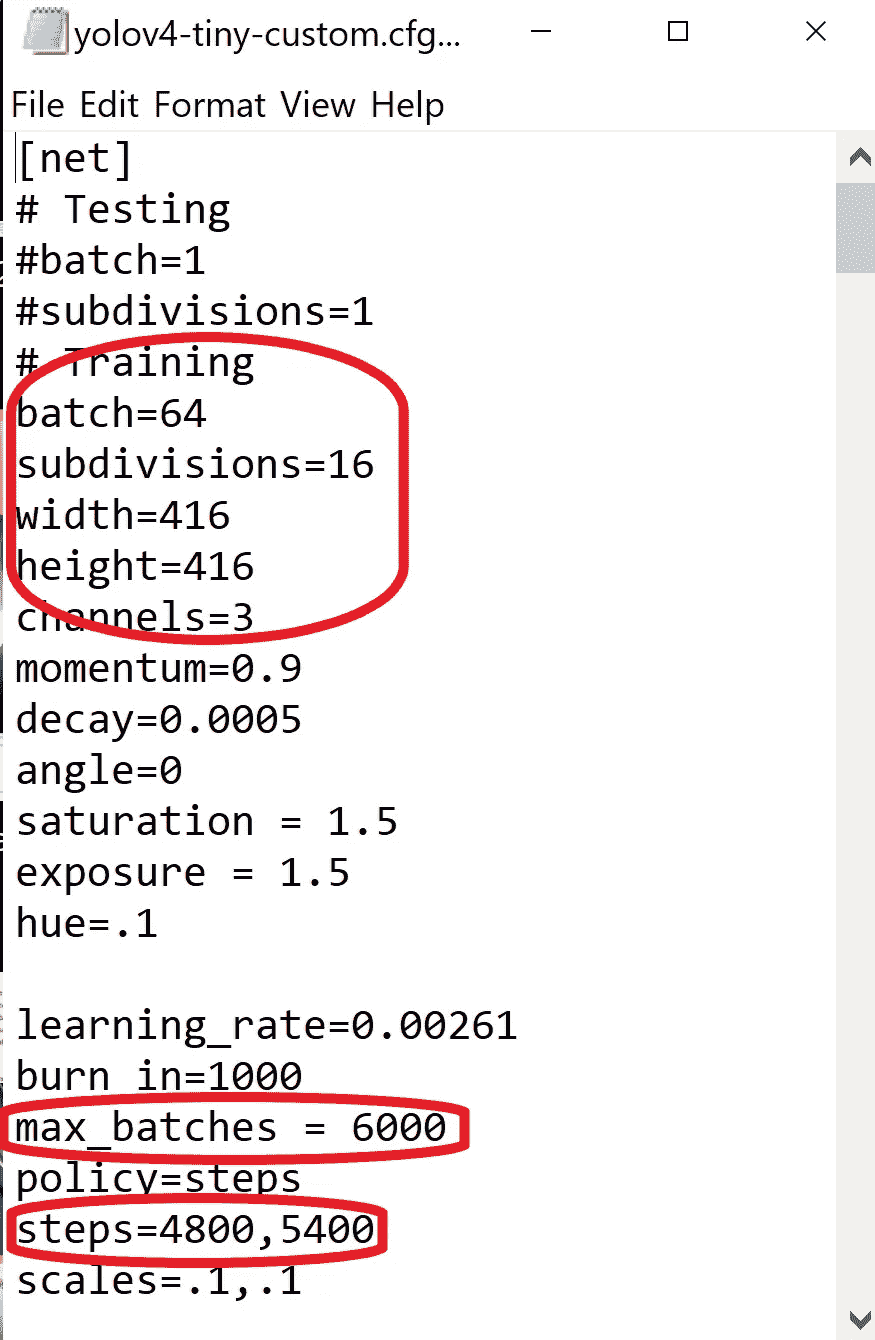 yolov4-tiny-custom.cfg...
File Edit Format View Help
[net]
# Testing
#batch=1
#subdivisions=1
# Training
batch=64
subdivisions=16
width=416
height=416
channels=3
momentum=0.9
decay=0.0005
angle=0
saturation = 1.5
exposure = 1.5
hue=.1
learning_rate=0.00261
burn_in=1000
max_batches = 6000
policy=steps
steps=4800,5400
scales=.1,.1